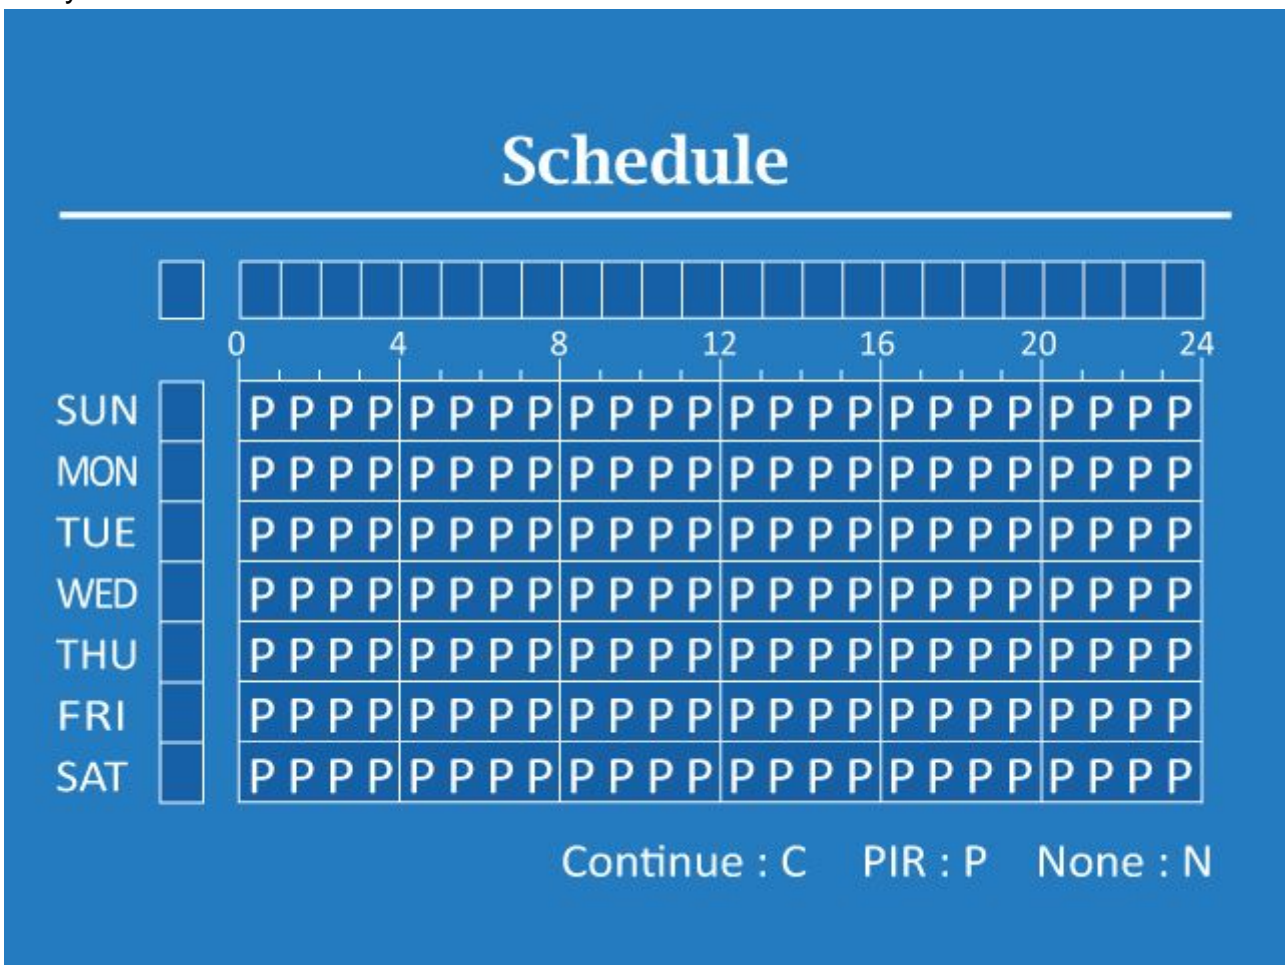 Schedule
0 4 8 12 16 20 24
SUN P P P P P P P P P P P P P P P P P P P P P P P P
MON P P P P P P P P P P P P P P P P P P P P P P P P
TUE P P P P P P P P P P P P P P P P P P P P P P P P
WED P P P P P P P P P P P P P P P P P P P P P P P P
THU P P P P P P P P P P P P P P P P P P P P P P P P
FRI P P P P P P P P P P P P P P P P P P P P P P P P
SAT P P P P P P P P P P P P P P P P P P P P P P P P
Continue : C PIR : P None : N